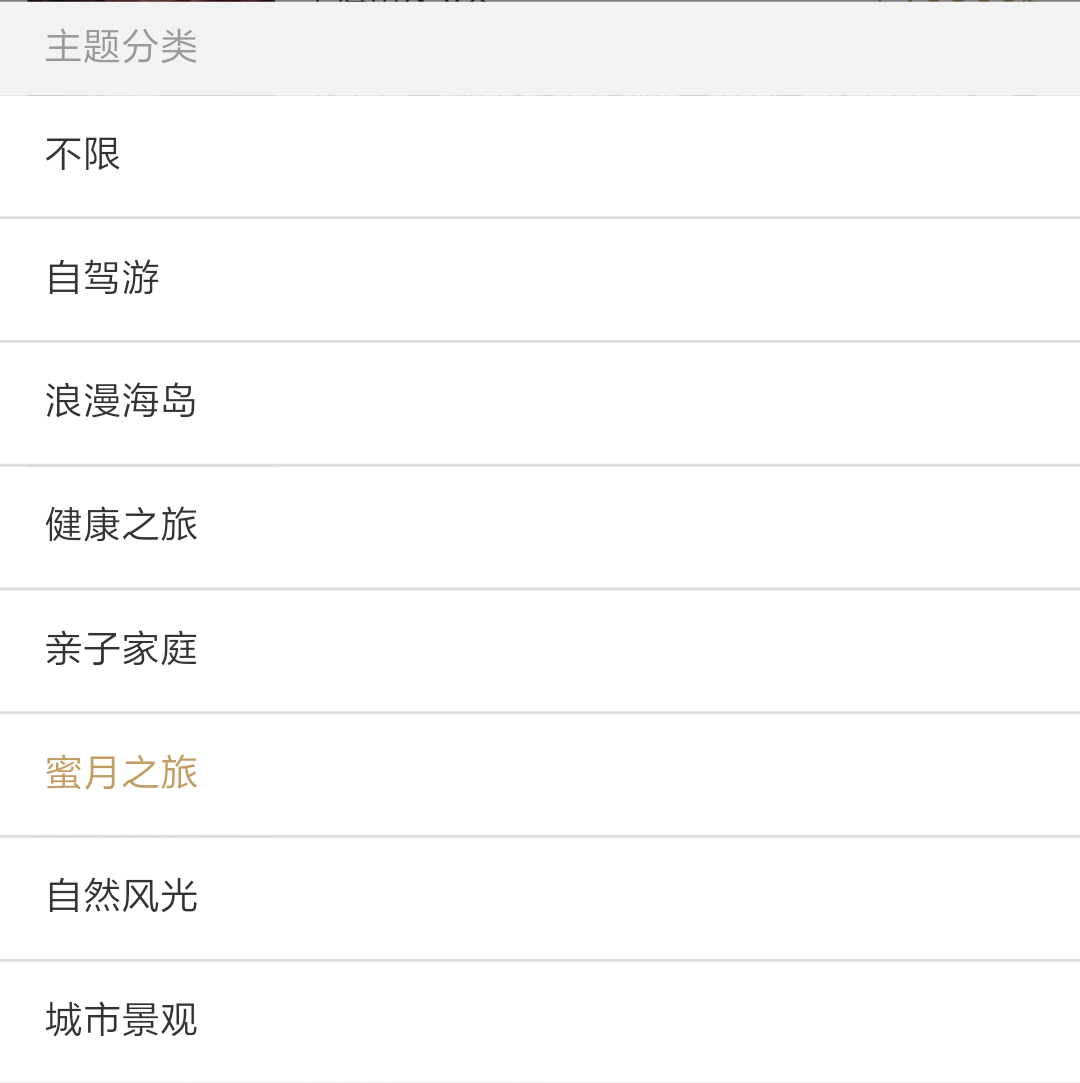 主题分类
不限
自驾游
浪漫海岛
健康之旅
亲子家庭
蜜月之旅
自然风光
城市景观